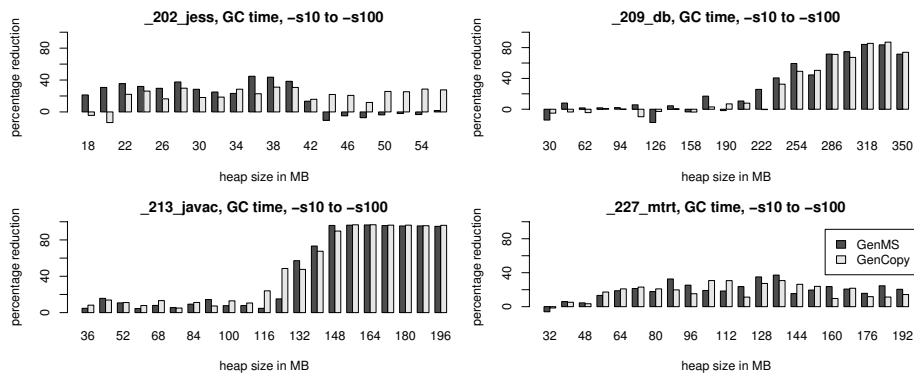 _202_jess, GC time, −s10 to −s100
percentage reduction
0 40 80
18 22 26 30 34 38 42 46 50 54
heap size in MB
_209_db, GC time, −s10 to −s100
percentage reduction
0 40 80
30 62 94 126 158 190 222 254 286 318 350
heap size in MB
_213_javac, GC time, −s10 to −s100
percentage reduction
0 40 80
36 52 68 84 100 116 132 148 164 180 196
heap size in MB
_227_mtrt, GC time, −s10 to −s100
percentage reduction
0 40 80
32 48 64 80 96 112 128 144 160 176 192
heap size in MB
GenMS
GenCopy